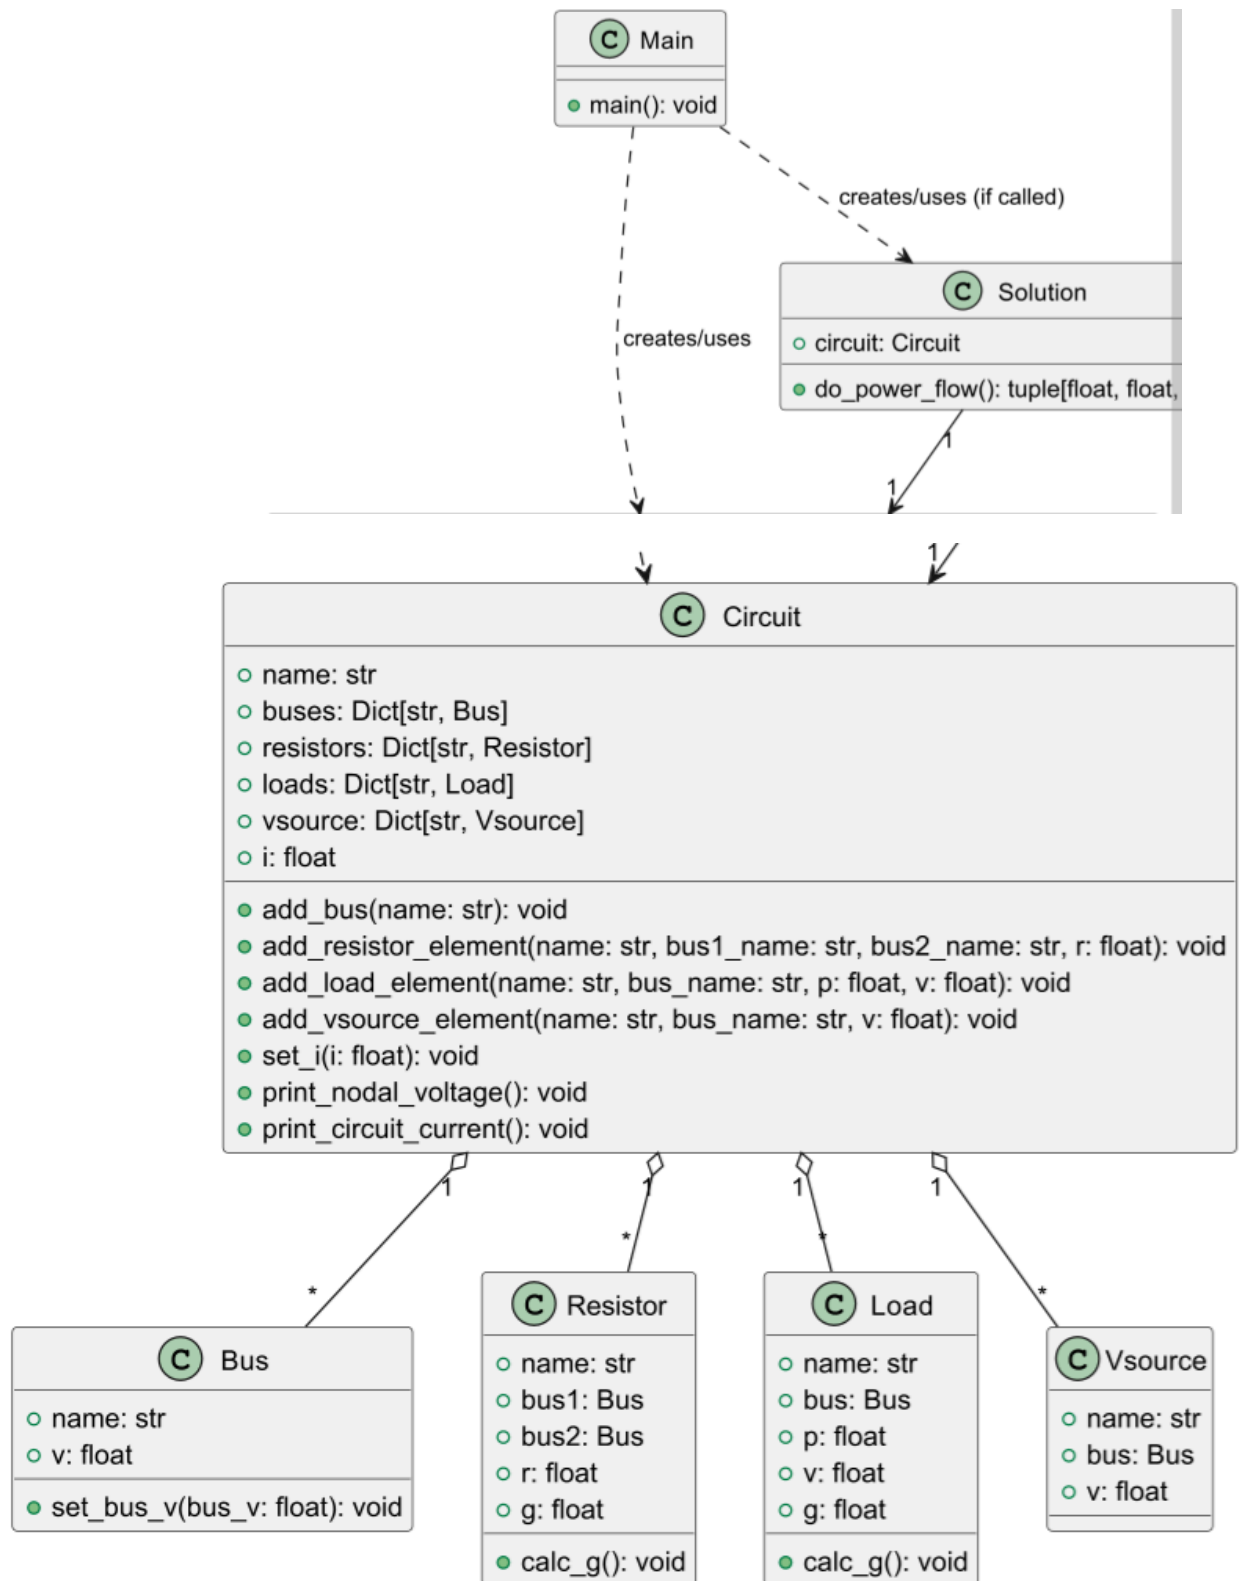 C Main
main(): void
creates/uses (if called)
C Solution
creates/uses
circuit: Circuit
do_power_flow(): tuple[float, float,
1
1
1
C Circuit
name: str
buses: Dict[str, Bus]
resistors: Dict[str, Resistor]
loads: Dict[str, Load]
vsource: Dict[str, Vsource]
i: float
add_bus(name: str): void
add_resistor_element(name: str, bus1_name: str, bus2_name: str, r: float): void
add_load_element(name: str, bus_name: str, p: float, v: float): void
add_vsource_element(name: str, bus_name: str, v: float): void
set_i(i: float): void
print_nodal_voltage(): void
print_circuit_current(): void
1 1 1 1
* * * *
C Bus
name: str
v: float
set_bus_v(bus_v: float): void
C Resistor
name: str
bus1: Bus
bus2: Bus
r: float
g: float
calc_g(): void
C Load
name: str
bus: Bus
p: float
v: float
g: float
calc_g(): void
C Vsource
name: str
bus: Bus
v: float